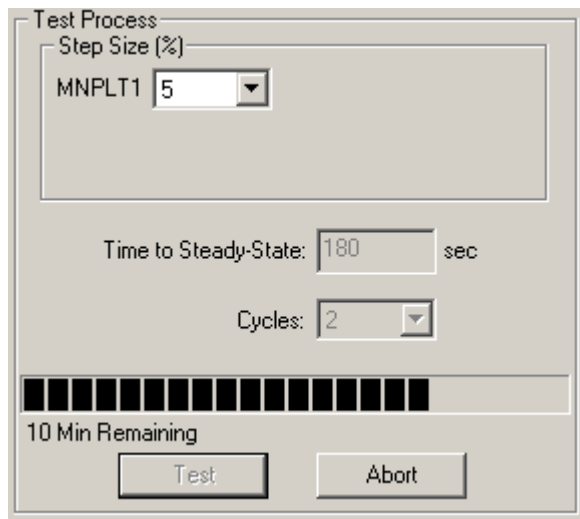 Test Process
Step Size (%)
MNPLT1 5
Time to Steady-State: 180 sec
Cycles: 2
10 Min Remaining
Test Abort